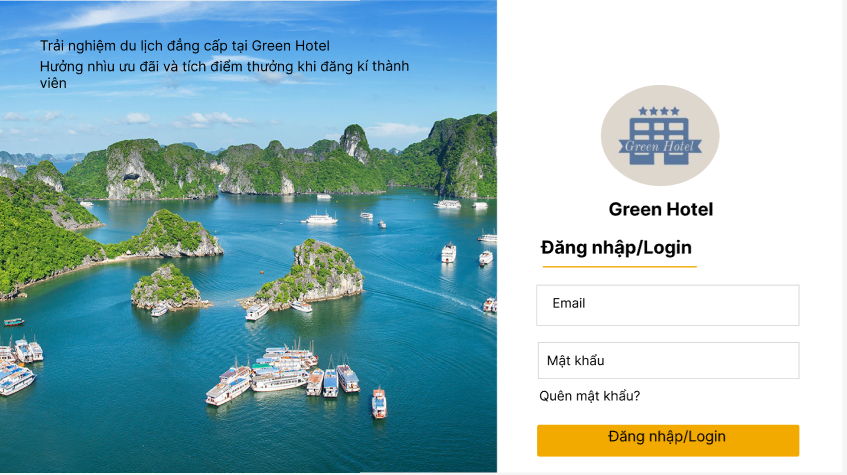 Trải nghiệm du lịch đẳng cấp tại Green Hotel
Hưởng nhìu ưu đãi và tích điểm thưởng khi đăng kí thành
viên
Green Hotel
Green Hotel
Đăng nhập/Login
Email
Mật khẩu
Quên mật khẩu?
Đăng nhập/Login